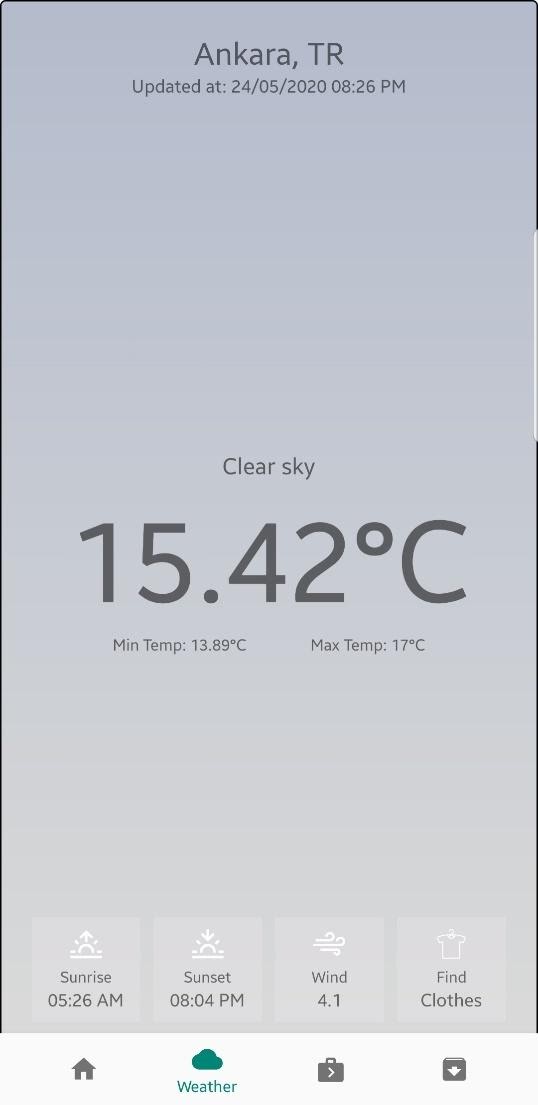 Ankara, TR
Updated at: 24/05/2020 08:26 PM
Clear sky
15.42°C
Min Temp: 13.89°C Max Temp: 17°C
Sunrise Sunset Wind Find
05:26 AM 08:04 PM 4.1 Clothes
Weather